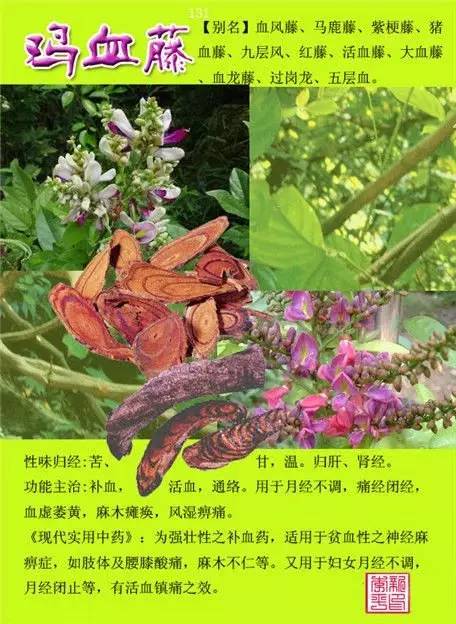 131
鸡血藤
【别名】血风藤、马鹿藤、紫梗藤、猪
血藤、九层风、红藤、活血藤、大血藤
、血龙藤、过岗龙、五层血。
性味归经:苦、 甘，温。归肝、肾经。
功能主治:补血， 活血，通络。用于月经不调，痛经闭经，
血虚萎黄，麻木瘫痪，风湿痹痛。
《现代实用中药》：为强壮性之补血药，适用于贫血性之神经麻
痹症，如肢体及腰膝酸痛，麻木不仁等。又用于妇女月经不调，
月经闭止等，有活血镇痛之效。